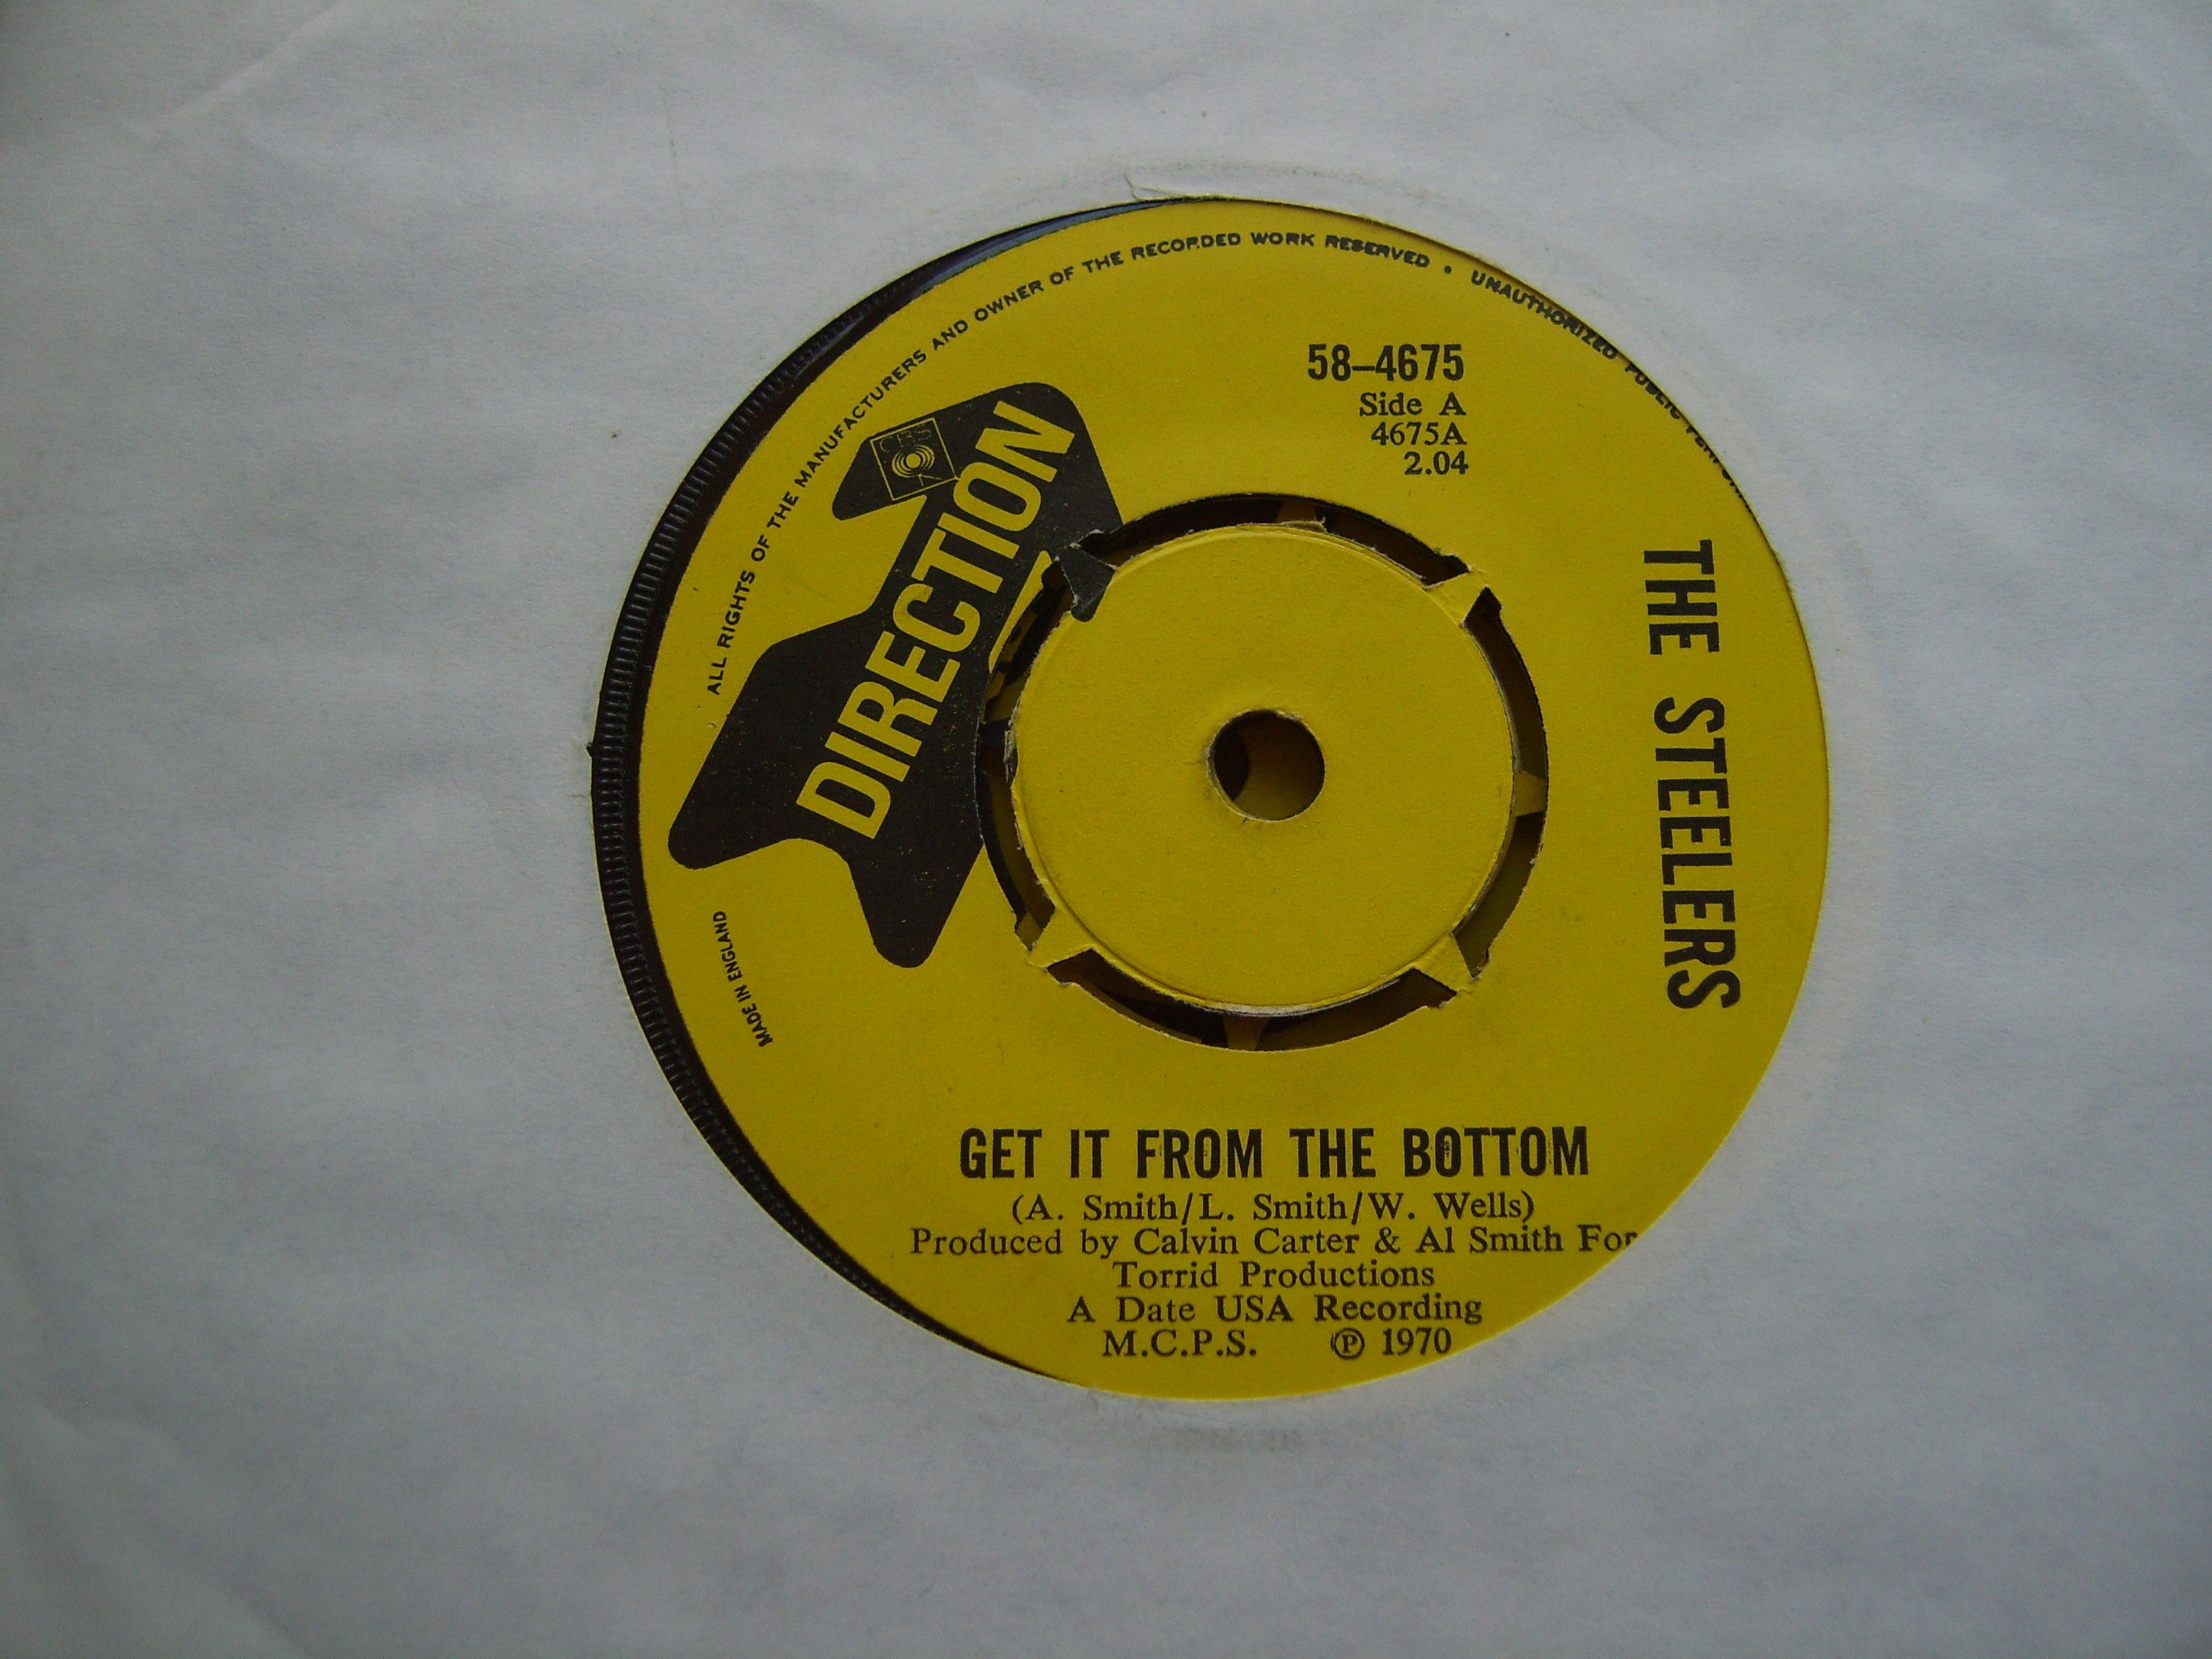 ALL RIGHTS OF THE MANUFACTURERS AND OWNER OF THE RECORDED WORK RESERVED • UNAUTHORIZED PUBLIC
58–4675
Side A
4675A
2.04
CBS
DIRECTION
THE STEELERS
MADE IN ENGLAND
GET IT FROM THE BOTTOM
(A. Smith/L. Smith/W. Wells)
Produced by Calvin Carter & Al Smith For
Torrid Productions
A Date USA Recording
M.C.P.S. ℗ 1970